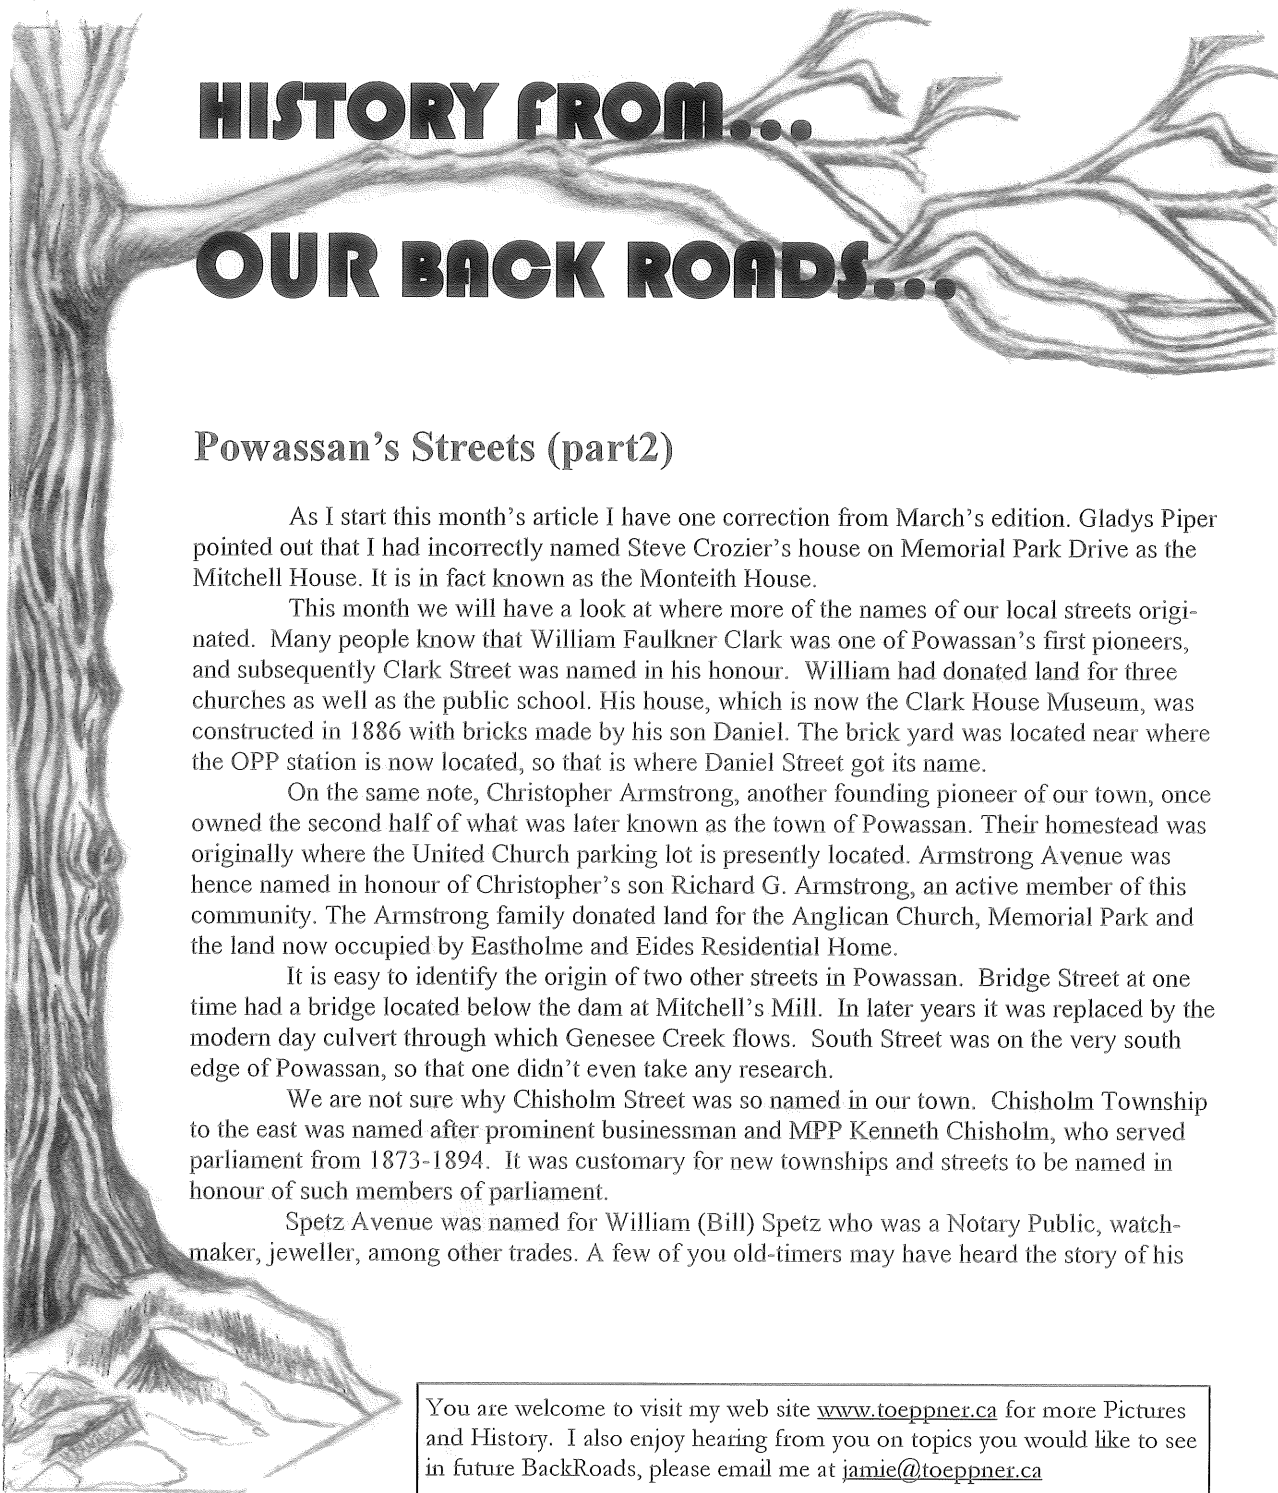 HISTORY FROM...
OUR BACK ROADS...
Powassan's Streets (part2)
As I start this month's article I have one correction from March's edition. Gladys Piper
pointed out that I had incorrectly named Steve Crozier's house on Memorial Park Drive as the
Mitchell House. It is in fact known as the Monteith House.
This month we will have a look at where more of the names of our local streets origi-
nated.  Many people know that William Faulkner Clark was one of Powassan's first pioneers,
and subsequently Clark Street was named in his honour.  William had donated land for three
churches as well as the public school. His house, which is now the Clark House Museum, was
constructed in 1886 with bricks made by his son Daniel. The brick yard was located near where
the OPP station is now located, so that is where Daniel Street got its name.
On the same note, Christopher Armstrong, another founding pioneer of our town, once
owned the second half of what was later known as the town of Powassan. Their homestead was
originally where the United Church parking lot is presently located. Armstrong Avenue was
hence named in honour of Christopher's son Richard G. Armstrong, an active member of this
community. The Armstrong family donated land for the Anglican Church, Memorial Park and
the land now occupied by Eastholme and Eides Residential Home.
It is easy to identify the origin of two other streets in Powassan.  Bridge Street at one
time had a bridge located below the dam at Mitchell's Mill.  In later years it was replaced by the
modern day culvert through which Genesee Creek flows.  South Street was on the very south
edge of Powassan, so that one didn't even take any research.
We are not sure why Chisholm Street was so named in our town.  Chisholm Township
to the east was named after prominent businessman and MPP Kenneth Chisholm, who served
parliament from 1873-1894.  It was customary for new townships and streets to be named in
honour of such members of parliament.
Spetz Avenue was named for William (Bill) Spetz who was a Notary Public, watch-
maker, jeweller, among other trades. A few of you old-timers may have heard the story of his
You are welcome to visit my web site www.toeppner.ca for more Pictures
and History.  I also enjoy hearing from you on topics you would like to see
in future BackRoads, please email me at jamie@toeppner.ca